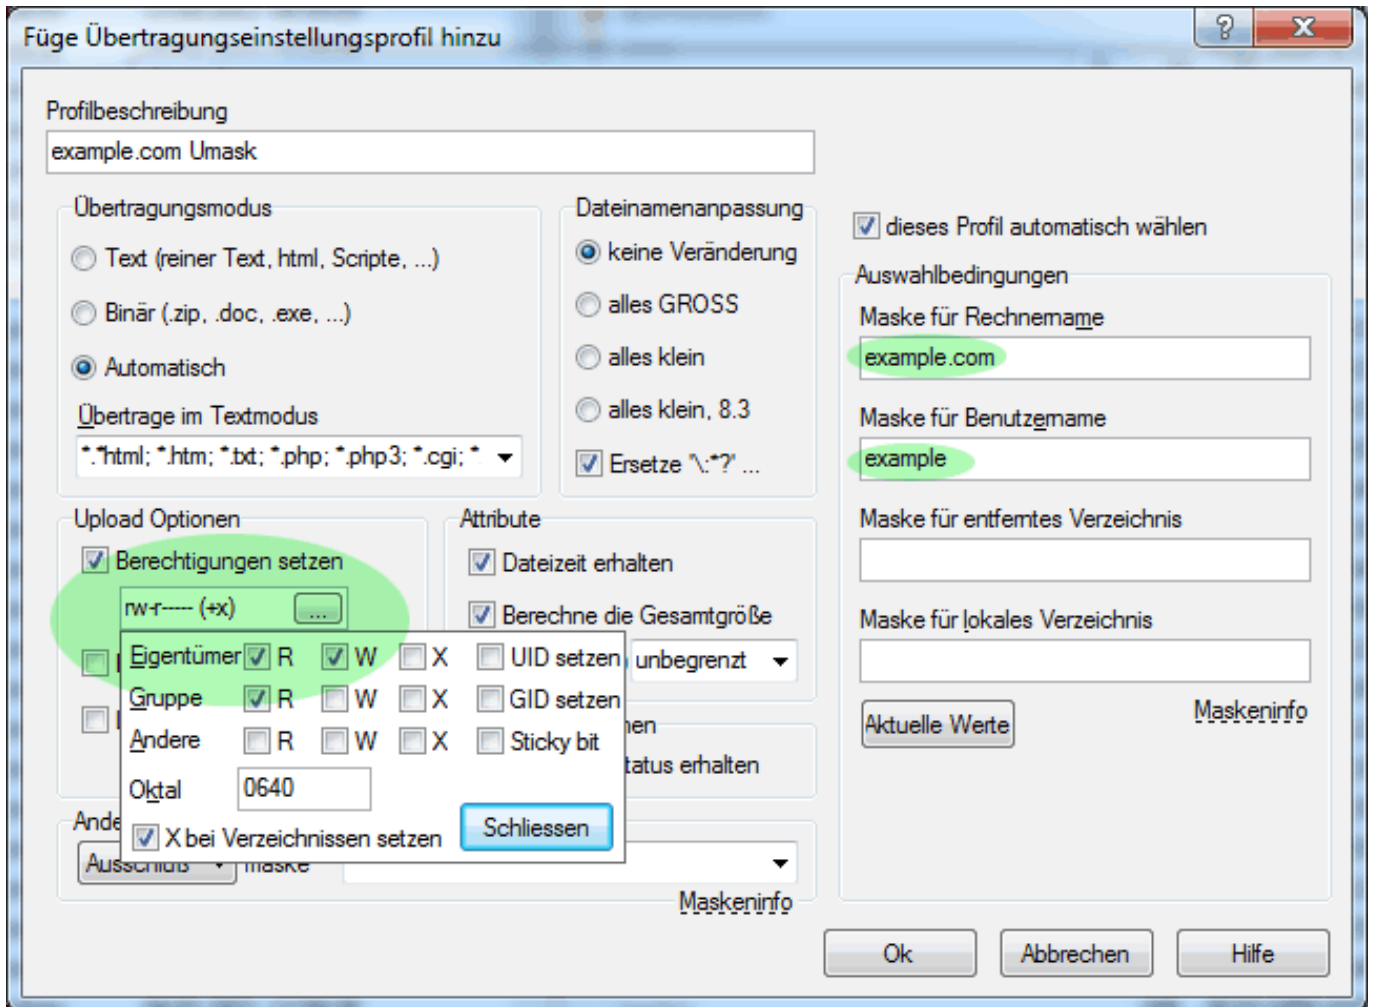 Füge Übertragungseinstellungsprofil hinzu
?
X
Profilbeschreibung
example.com Umask
Übertragungsmodus
Text (reiner Text, html, Scripte, ...)
Binär (.zip, .doc, .exe, ...)
Automatisch
Übertrage im Textmodus
*.*html; *.htm; *.txt; *.php; *.php3; *.cgi; *.
Dateinamenanpassung
keine Veränderung
alles GROSS
alles klein
alles klein, 8.3
Ersetze '\:*?' ...
dieses Profil automatisch wählen
Auswahlbedingungen
Maske für Rechnername
example.com
Maske für Benutzername
example
Maske für entferntes Verzeichnis
Maske für lokales Verzeichnis
Aktuelle Werte
Maskeninfo
Upload Optionen
Berechtigungen setzen
rw-r----- (+x)
...
Attribute
Dateizeit erhalten
Berechne die Gesamtgröße
unbegrenzt
Eigentümer R W X UID setzen
Gruppe R W X GID setzen
Andere R W X Sticky bit
Oktal 0640
X bei Verzeichnissen setzen
Schliessen
tatus erhalten
Ande
Ausschluß maske
Maskeninfo
Ok
Abbrechen
Hilfe